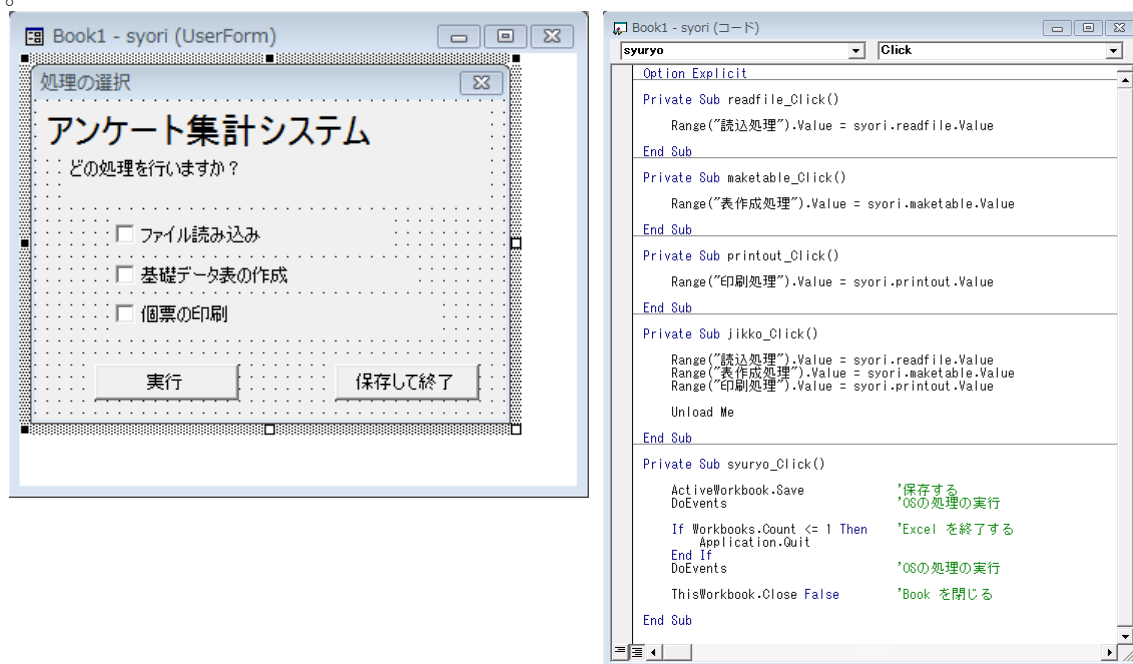 。
Book1 - syori (UserForm)
処理の選択
アンケート集計システム
どの処理を行いますか？
ファイル読み込み
基礎データ表の作成
個票の印刷
実行
保存して終了
Book1 - syori (コード)
syuryo
Click
Option Explicit
Private Sub readfile_Click()
Range("読込処理").Value = syori.readfile.Value
End Sub
Private Sub maketable_Click()
Range("表作成処理").Value = syori.maketable.Value
End Sub
Private Sub printout_Click()
Range("印刷処理").Value = syori.printout.Value
End Sub
Private Sub jikko_Click()
Range("読込処理").Value = syori.readfile.Value
Range("表作成処理").Value = syori.maketable.Value
Range("印刷処理").Value = syori.printout.Value
Unload Me
End Sub
Private Sub syuryo_Click()
ActiveWorkbook.Save '保存する
DoEvents 'OSの処理の実行
If Workbooks.Count <= 1 Then 'Excel を終了する
Application.Quit
End If
DoEvents 'OSの処理の実行
ThisWorkbook.Close False 'Book を閉じる
End Sub